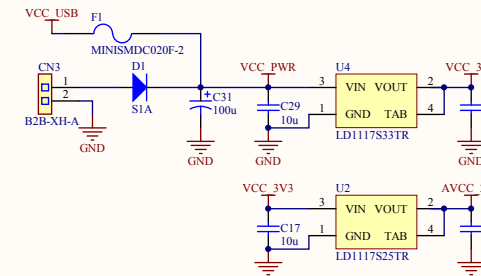 VCC_USB
F1
MINISMDC020F-2
CN3
1
2
B2B-XH-A
GND
D1
S1A
+
C31
100u
GND
VCC_PWR
C29
10u
GND
U4
3 VIN VOUT 2
1 GND TAB 4
LD1117S33TR
VCC_3
GND
VCC_3V3
C17
10u
U2
3 VIN VOUT 2
1 GND TAB 4
LD1117S25TR
AVCC_